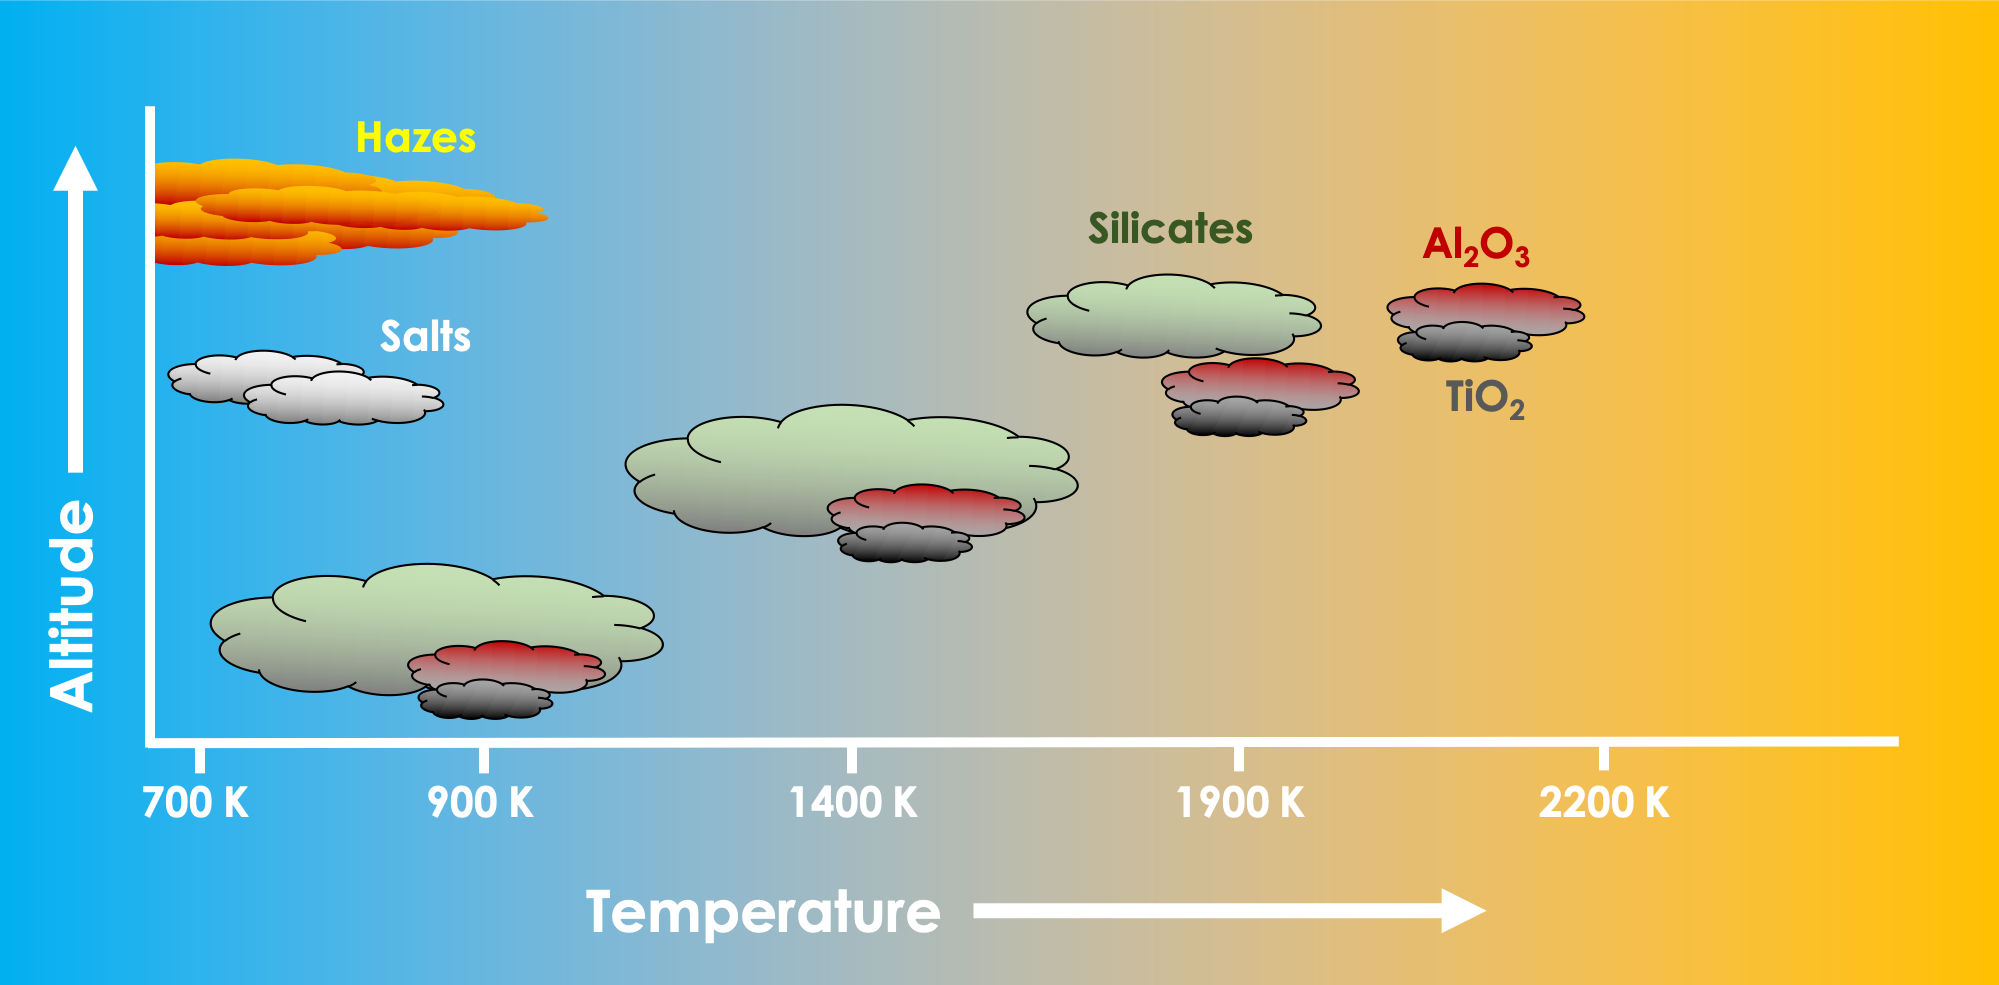 Hazes
Silicates
Al₂O₃
Salts
TiO₂
Altitude
700 K 900 K 1400 K 1900 K 2200 K
Temperature